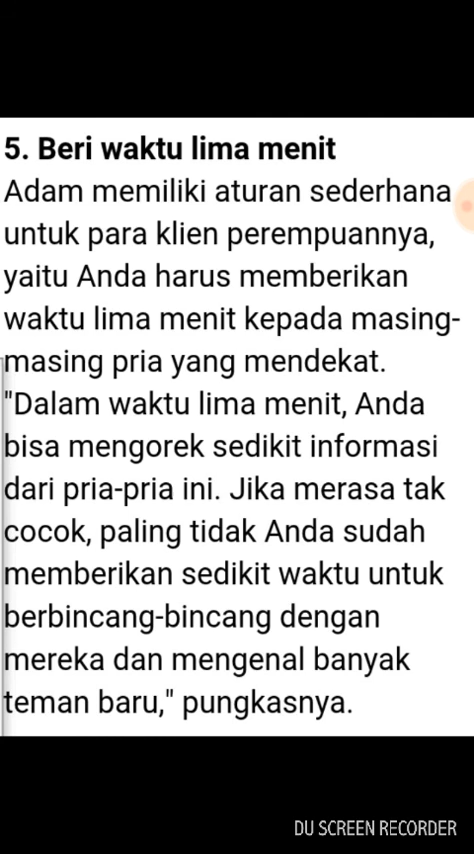 5. Beri waktu lima menit
Adam memiliki aturan sederhana
untuk para klien perempuannya,
yaitu Anda harus memberikan
waktu lima menit kepada masing-
masing pria yang mendekat.
"Dalam waktu lima menit, Anda
bisa mengorek sedikit informasi
dari pria-pria ini. Jika merasa tak
cocok, paling tidak Anda sudah
memberikan sedikit waktu untuk
berbincang-bincang dengan
mereka dan mengenal banyak
teman baru," pungkasnya.
DU SCREEN RECORDER